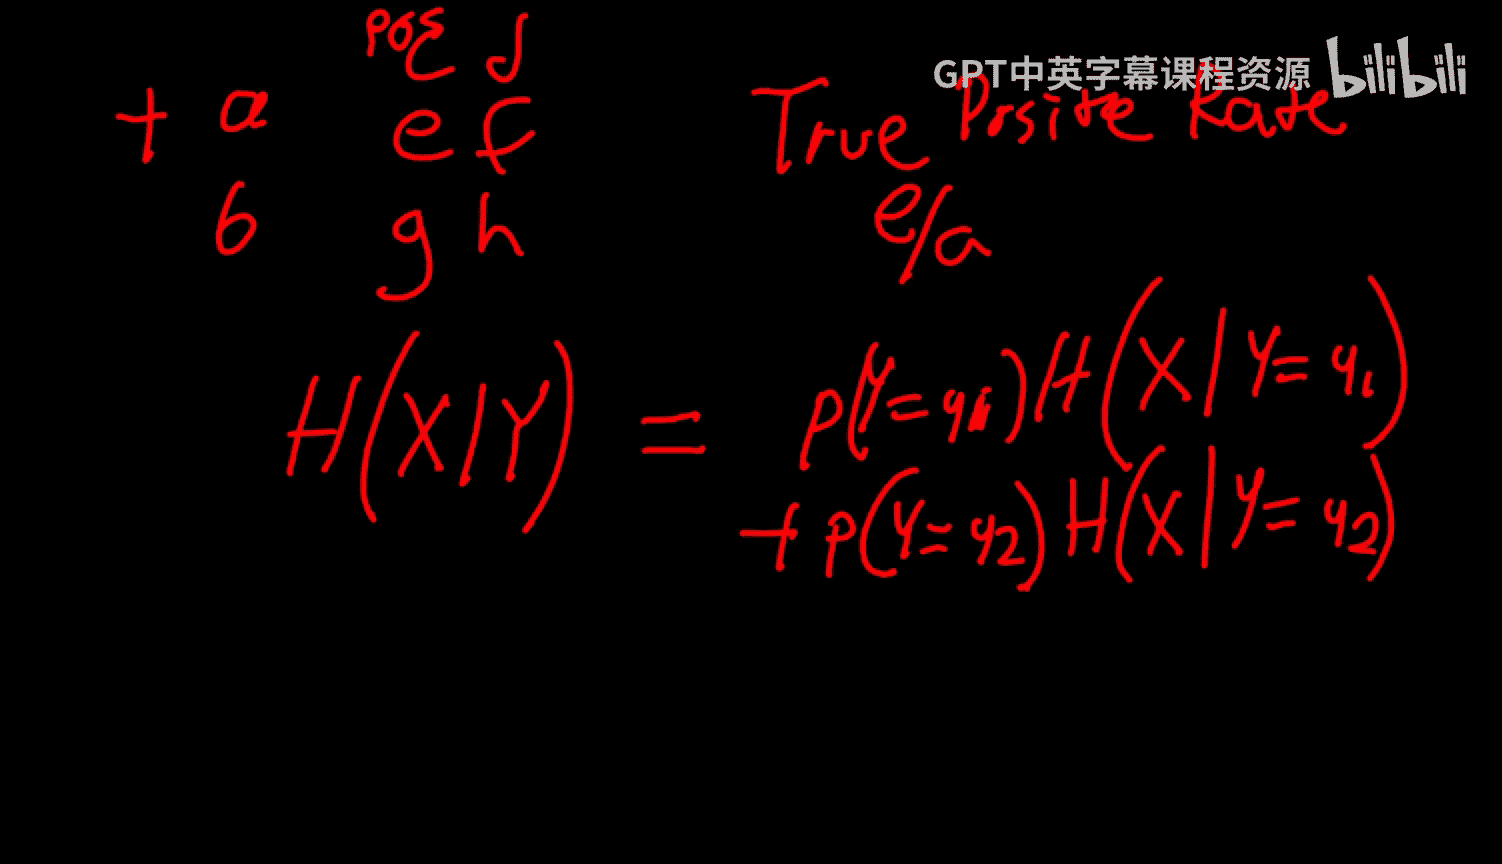 GPT中英字幕课程资源 bilibili
pos
c d
+ a e f
b g h
True Posite Rate
e/a
H(X|Y) = p(Y=y1)H(X|Y=y1)
+ p(Y=y2)H(X|Y=y2)